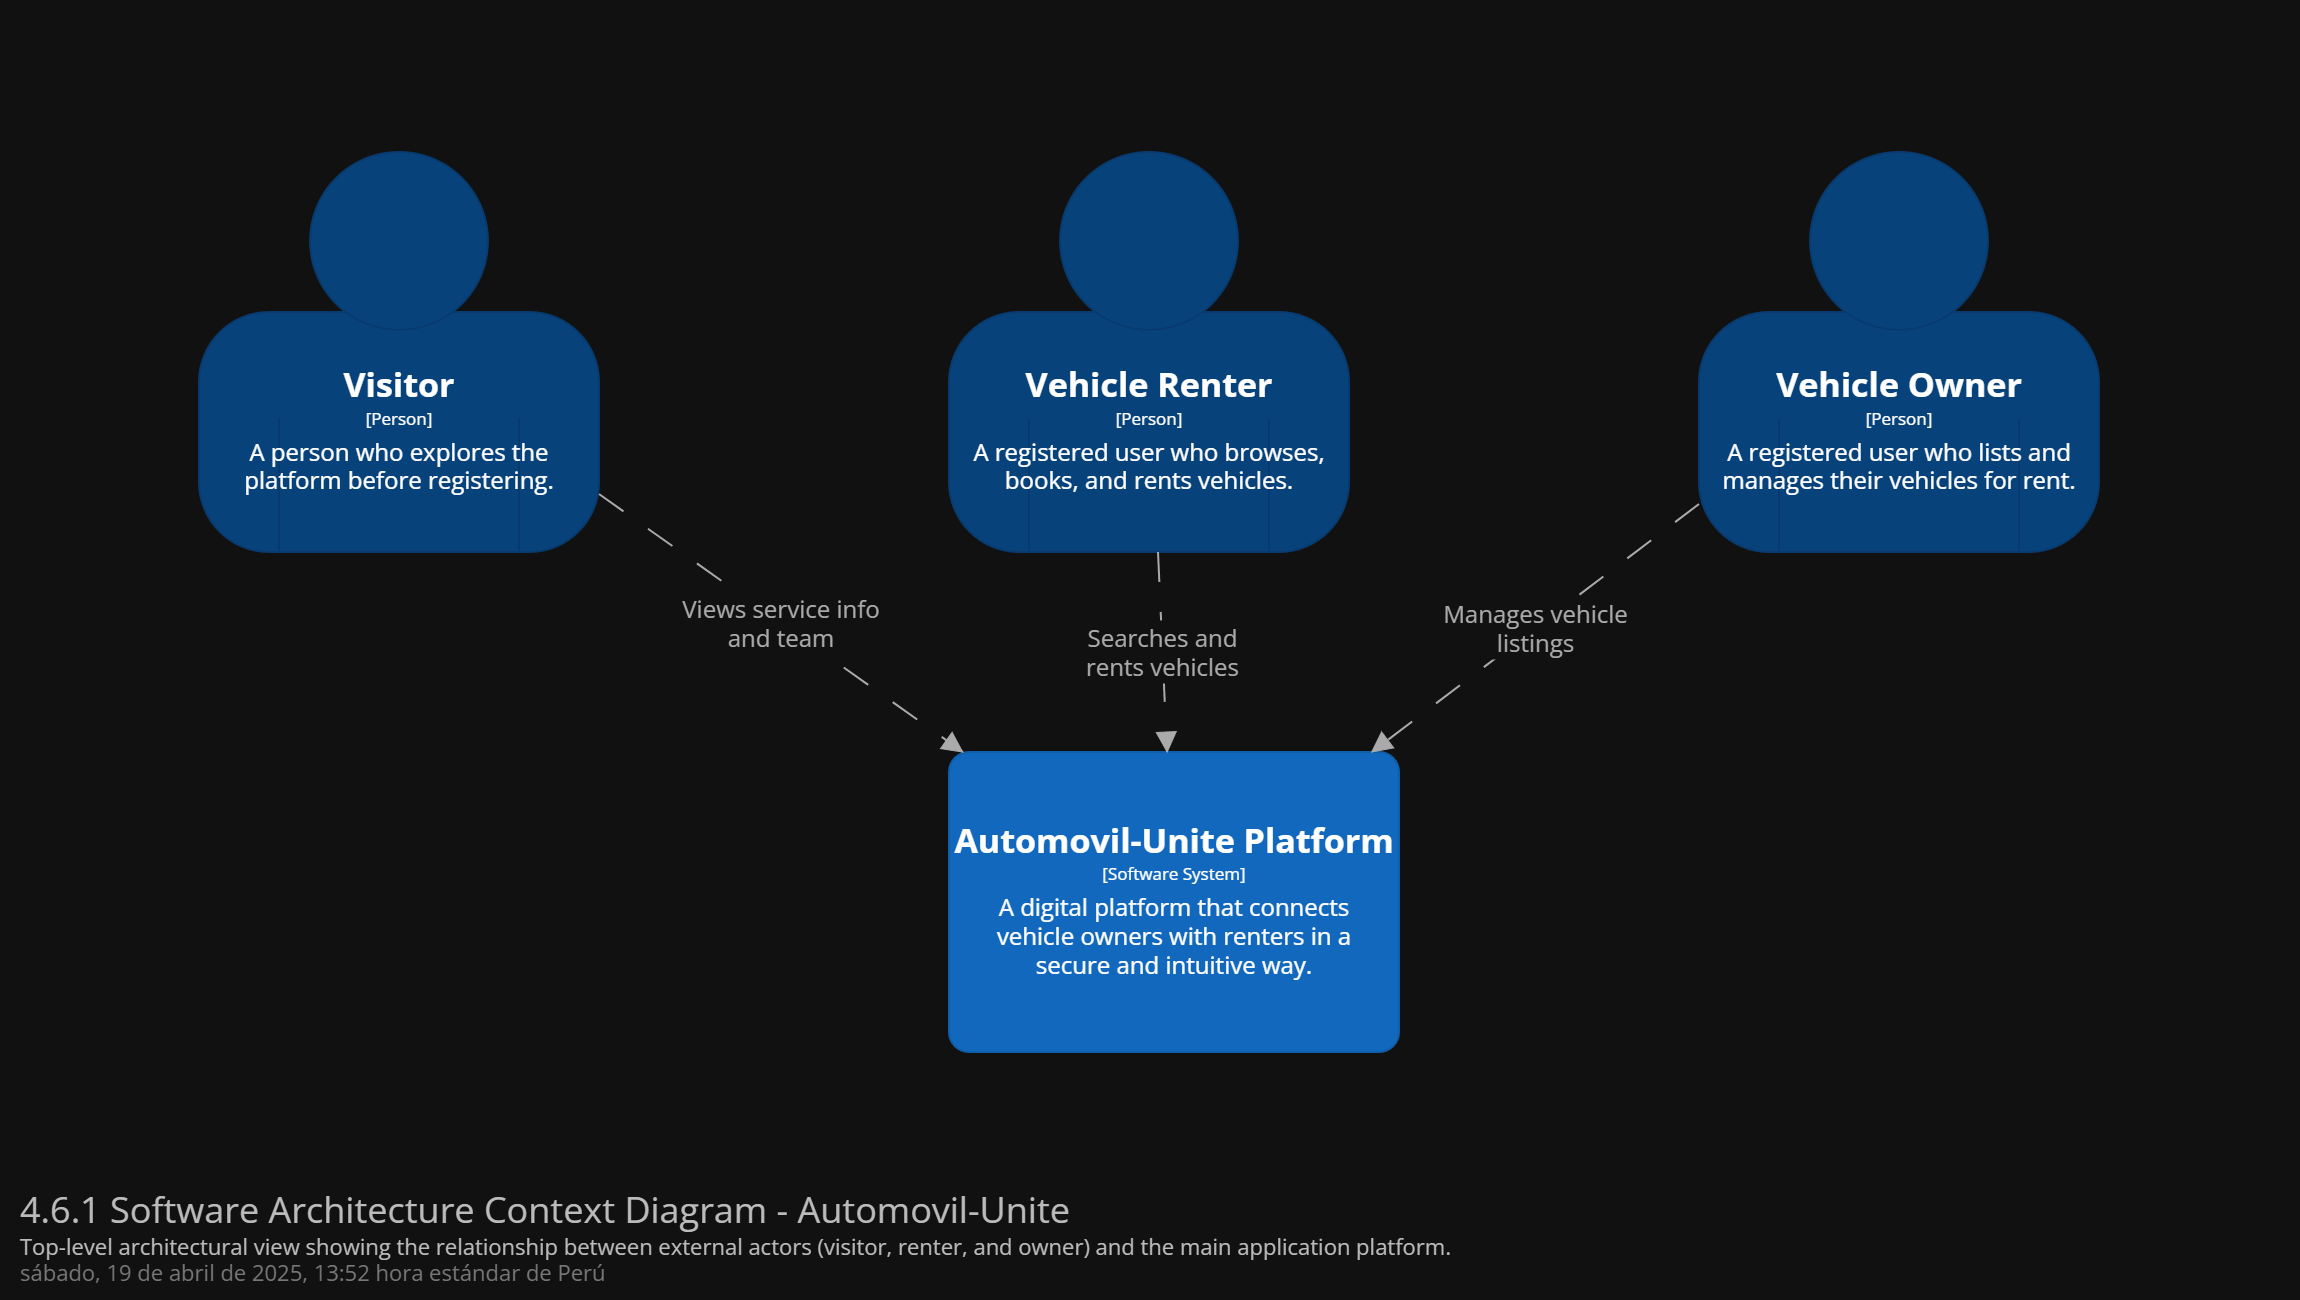 Visitor
[Person]
A person who explores the
platform before registering.
Vehicle Renter
[Person]
A registered user who browses,
books, and rents vehicles.
Vehicle Owner
[Person]
A registered user who lists and
manages their vehicles for rent.
Views service info
and team
Searches and
rents vehicles
Manages vehicle
listings
Automovil-Unite Platform
[Software System]
A digital platform that connects
vehicle owners with renters in a
secure and intuitive way.
4.6.1 Software Architecture Context Diagram - Automovil-Unite
Top-level architectural view showing the relationship between external actors (visitor, renter, and owner) and the main application platform.
sábado, 19 de abril de 2025, 13:52 hora estándar de Perú